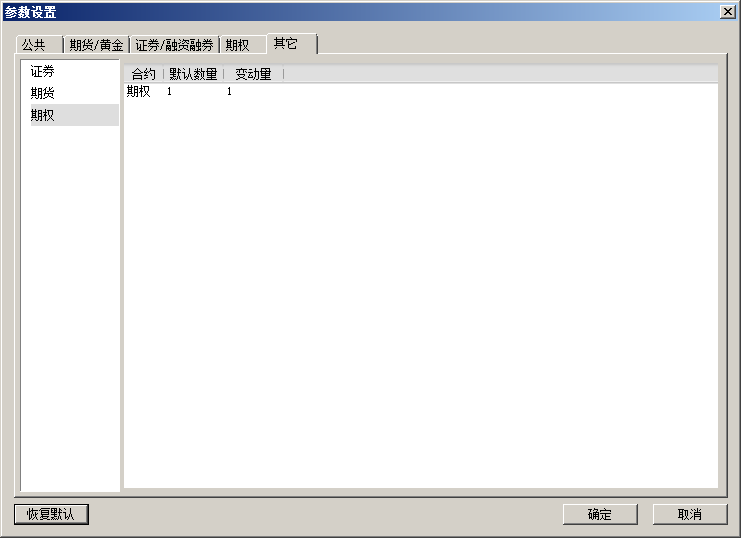 参数设置
公共 期货/黄金 证券/融资融券 期权 其它
证券
期货
期权
合约 默认数量 变动量
期权 1 1
恢复默认 确定 取消